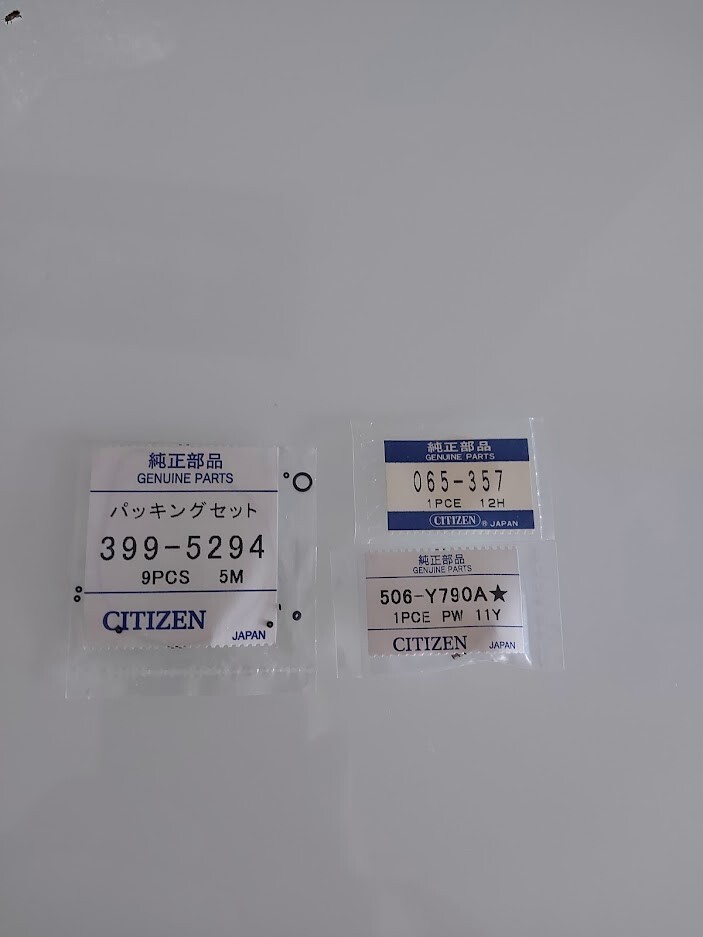 純正部品
GENUINE PARTS
パッキングセット
399-5294
9PCS 5M
CITIZEN
JAPAN
純正部品
GENUINE PARTS
065-357
1PCE 12H
CITIZEN ® JAPAN
純正部品
GENUINE PARTS
506-Y790A★
1PCE PW 11Y
CITIZEN JAPAN